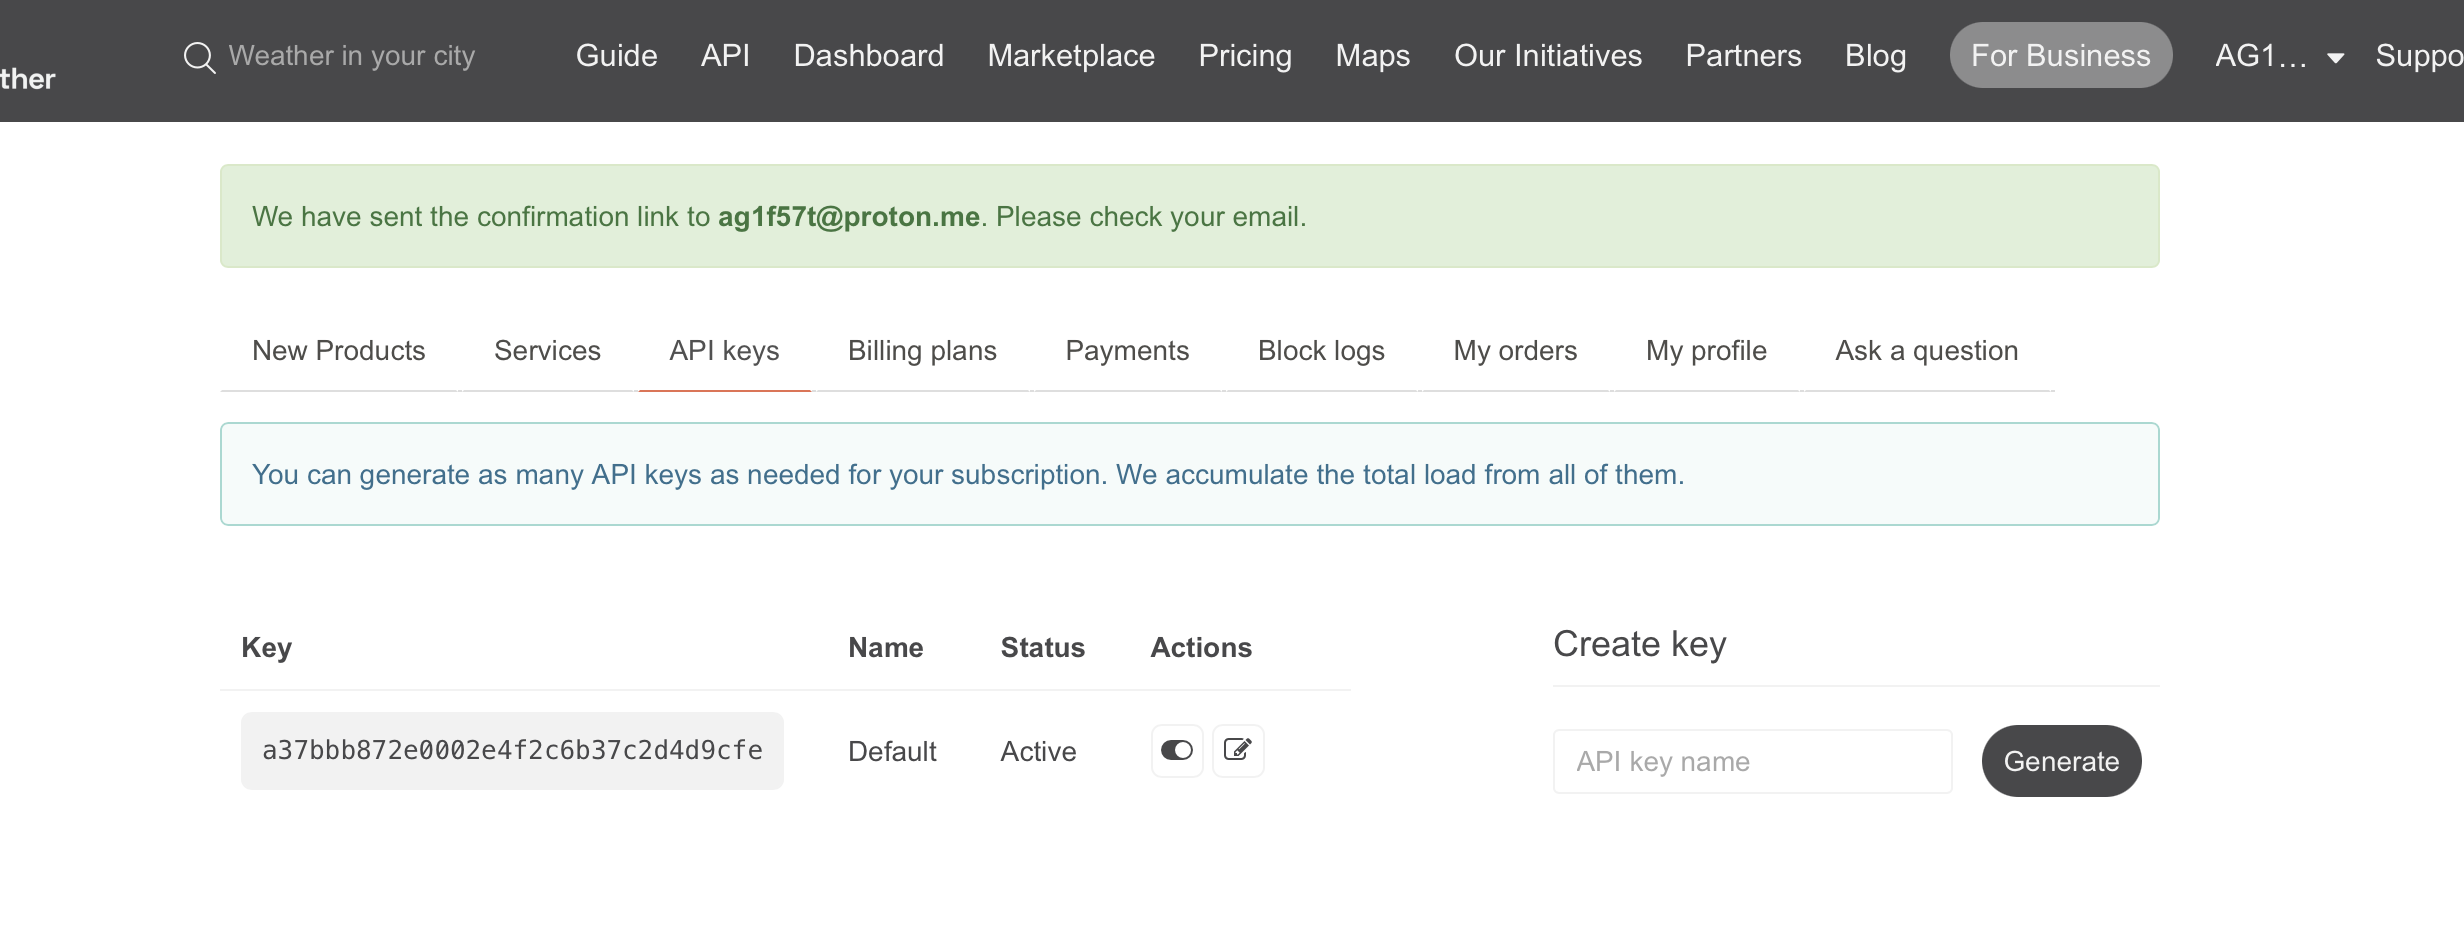 ther
Weather in your city
Guide API Dashboard Marketplace Pricing Maps Our Initiatives Partners Blog For Business AG1... Suppo
We have sent the confirmation link to ag1f57t@proton.me. Please check your email.
New Products Services API keys Billing plans Payments Block logs My orders My profile Ask a question
You can generate as many API keys as needed for your subscription. We accumulate the total load from all of them.
Key Name Status Actions
a37bbb872e0002e4f2c6b37c2d4d9cfe Default Active
Create key
API key name Generate